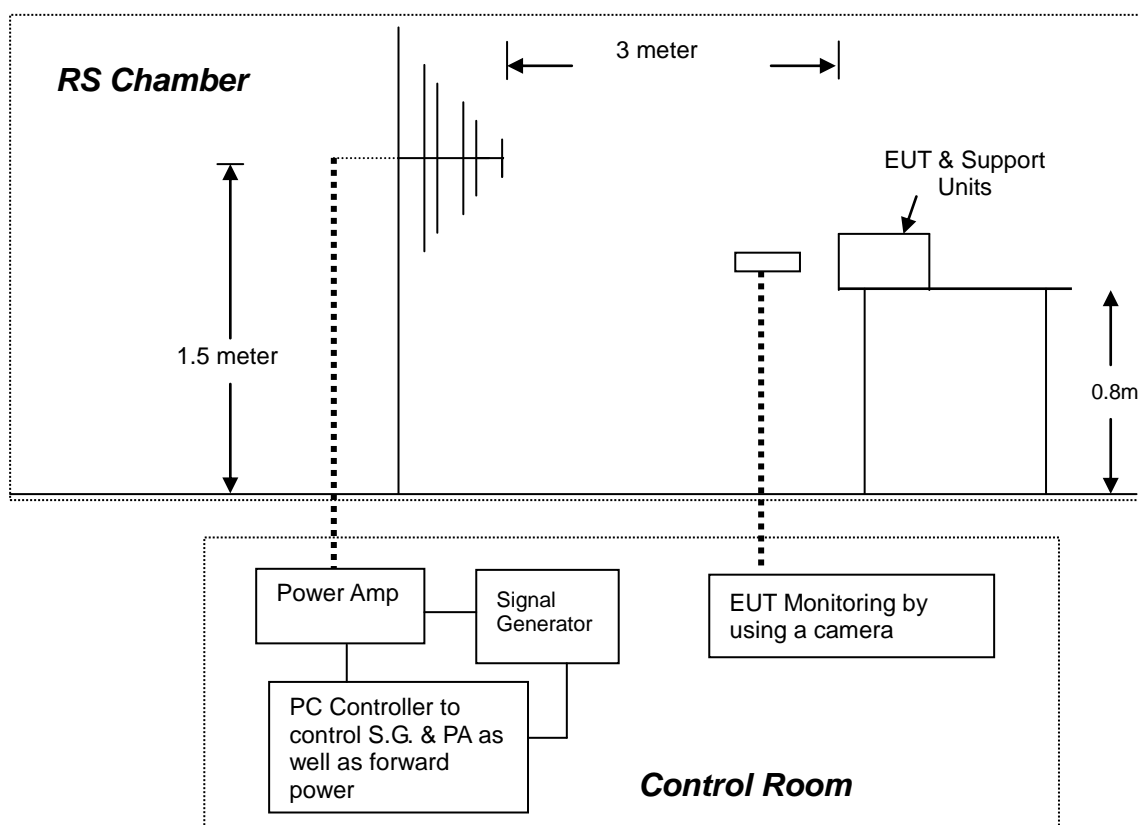 3 meter
RS Chamber
EUT & Support
Units
1.5 meter
0.8m
Power Amp
Signal
Generator
EUT Monitoring by
using a camera
PC Controller to
control S.G. & PA as
well as forward
power
Control Room